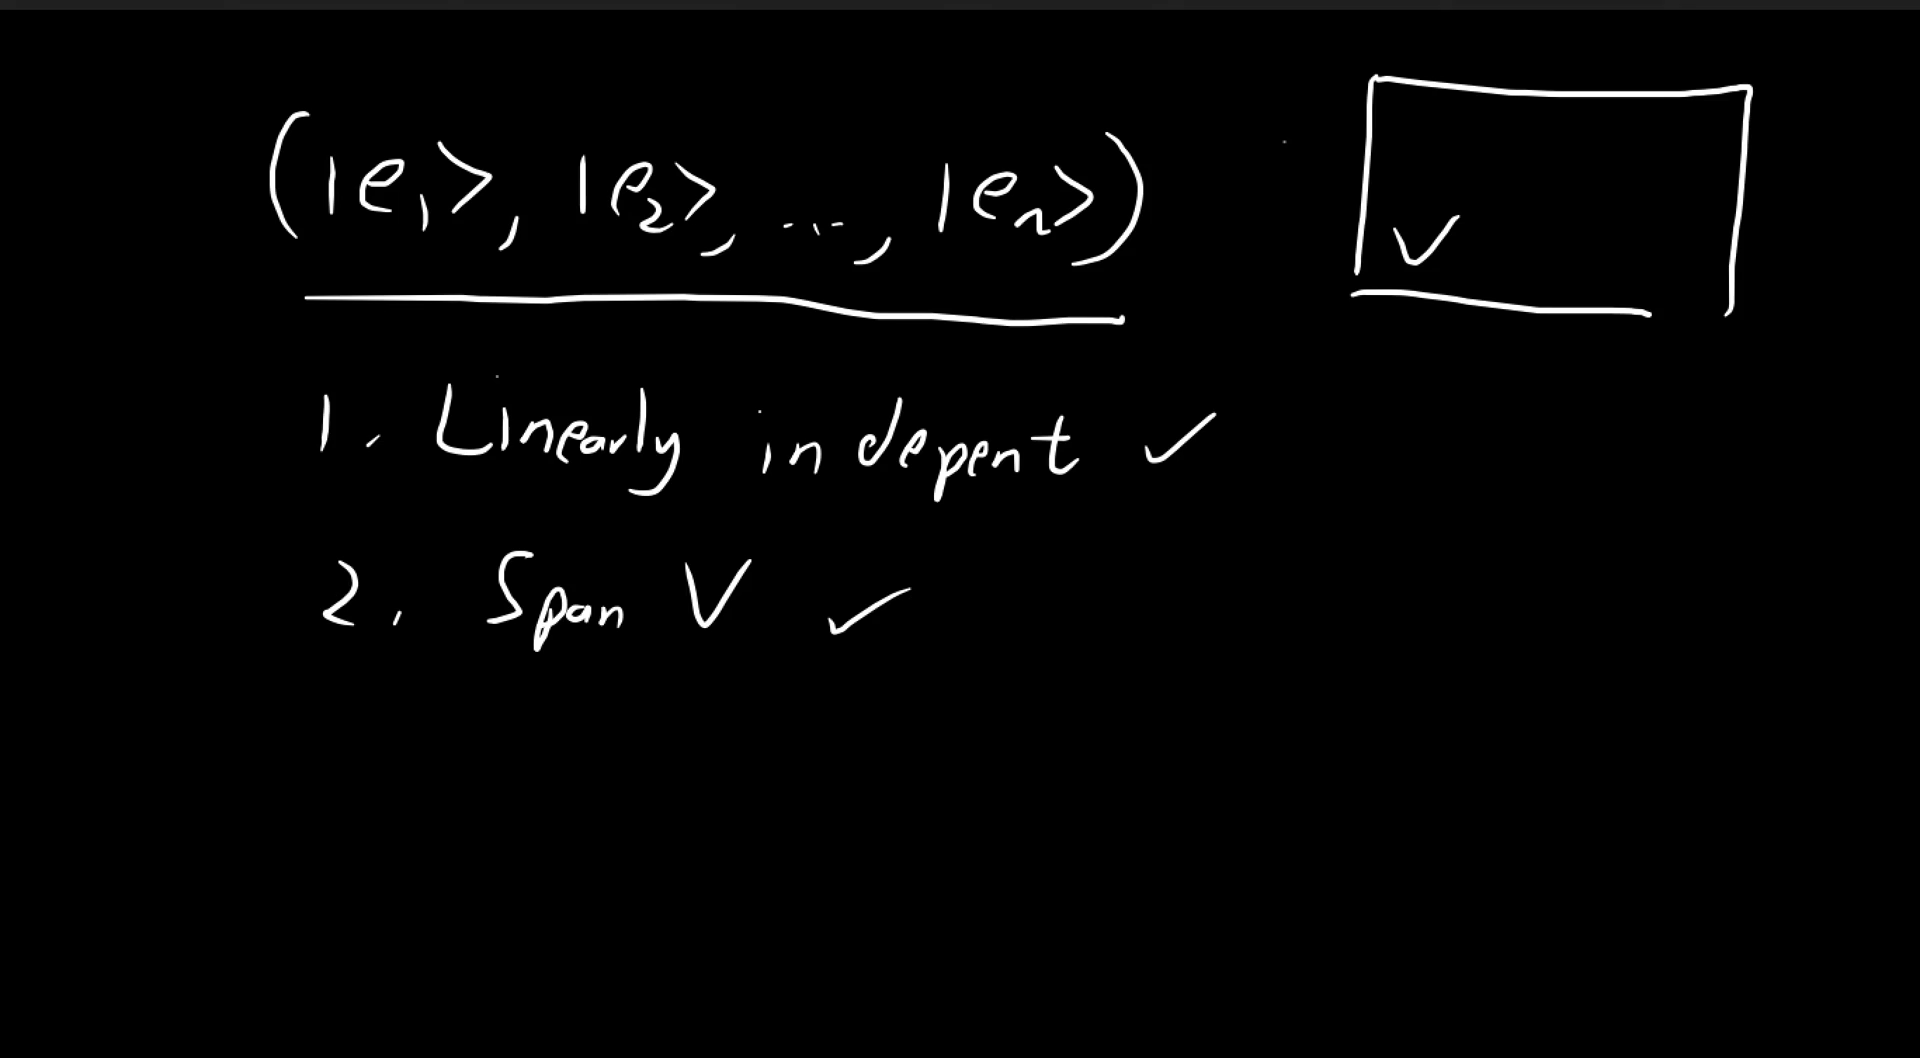 (|e₁>, |e₂>, ..., |eₙ>)
V
1. Linearly indepent ✓
2. Span V ✓